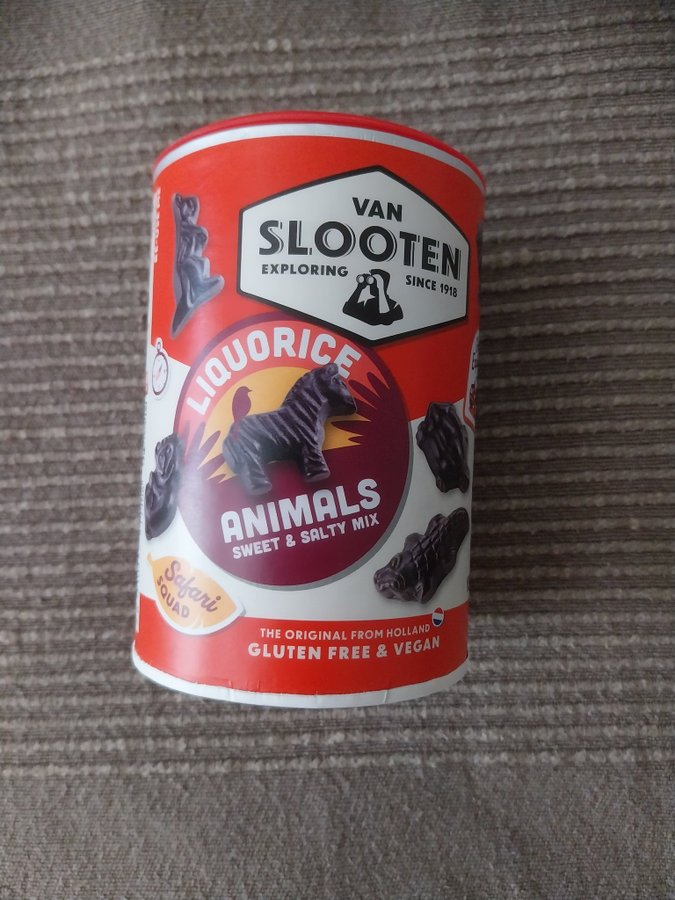 VAN
SLOOTEN
EXPLORING
SINCE 1918
LIQUORICE
ANIMALS
SWEET & SALTY MIX
Safari
SQUAD
THE ORIGINAL FROM HOLLAND
GLUTEN FREE & VEGAN